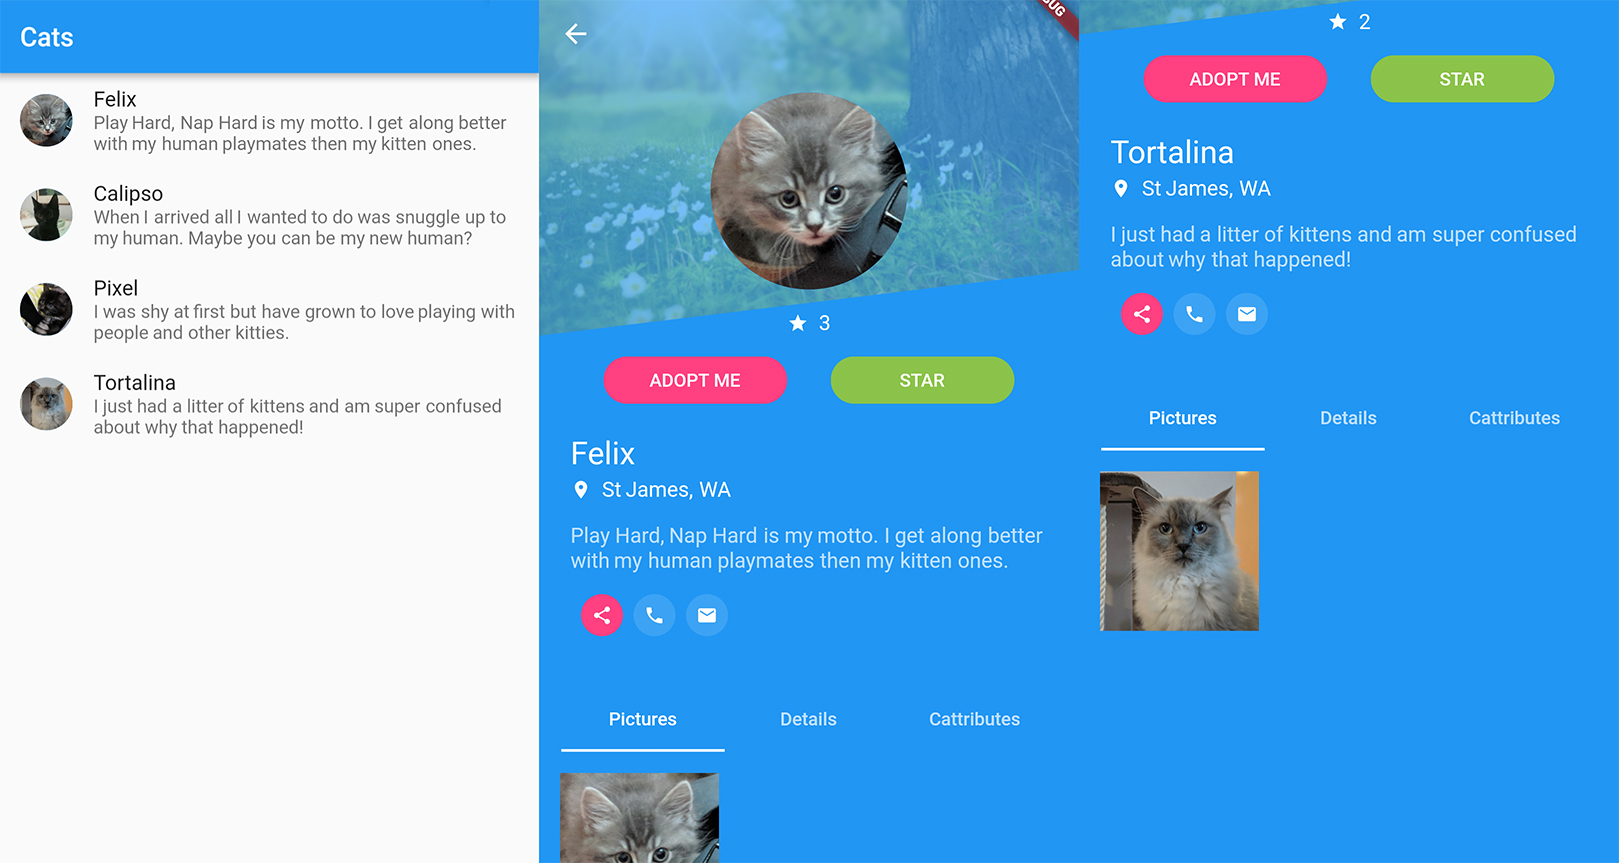 Cats
Felix
Play Hard, Nap Hard is my motto. I get along better
with my human playmates then my kitten ones.
Calipso
When I arrived all I wanted to do was snuggle up to
my human. Maybe you can be my new human?
Pixel
I was shy at first but have grown to love playing with
people and other kitties.
Tortalina
I just had a litter of kittens and am super confused
about why that happened!
3
ADOPT ME
STAR
Felix
St James, WA
Play Hard, Nap Hard is my motto. I get along better
with my human playmates then my kitten ones.
Pictures
Details
Cattributes
2
ADOPT ME
STAR
Tortalina
St James, WA
I just had a litter of kittens and am super confused
about why that happened!
Pictures
Details
Cattributes